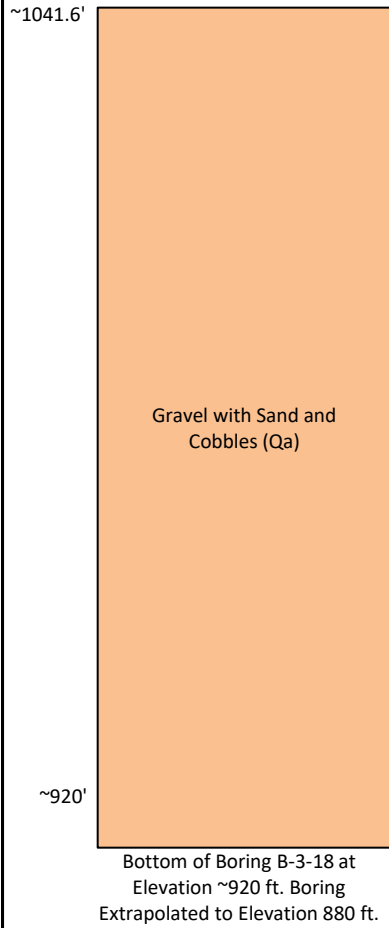 ~1041.6'
Gravel with Sand and
Cobbles (Qa)
~920'
Bottom of Boring B-3-18 at
Elevation ~920 ft. Boring
Extrapolated to Elevation 880 ft.